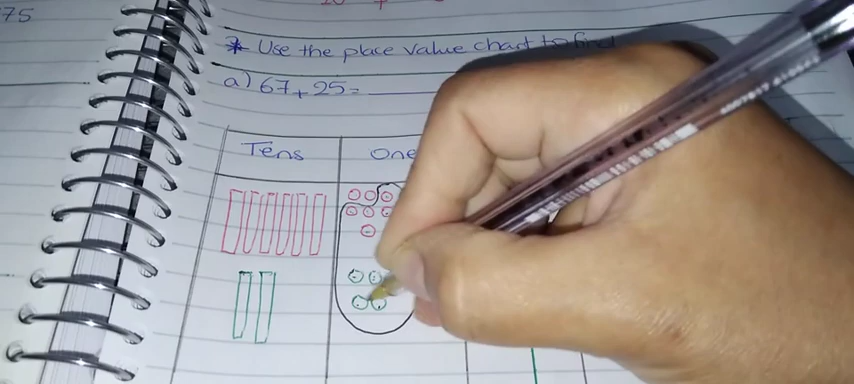 75
* Use the place value chart to find
a) 67 + 25 =
Tens One